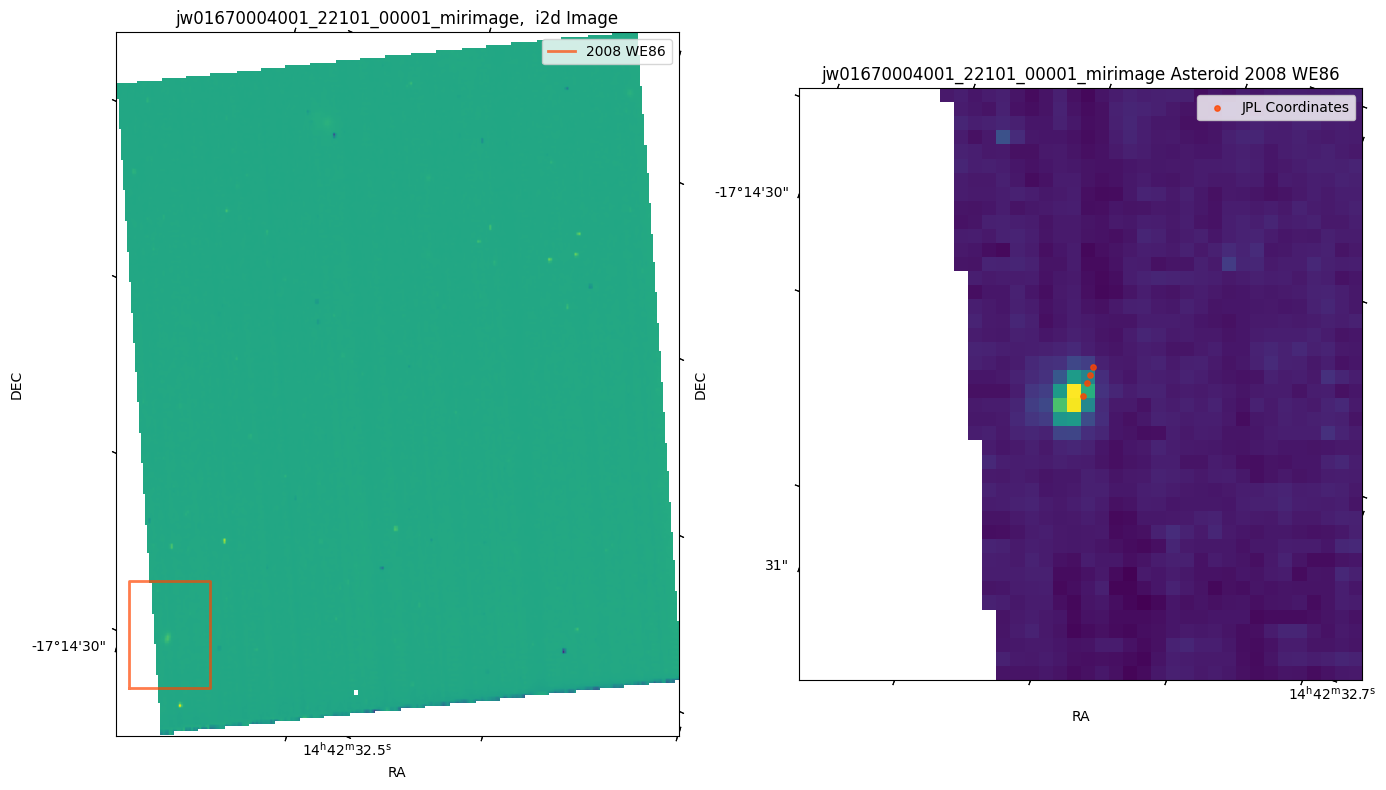 jw01670004001_22101_00001_mirimage,  i2d Image
2008 WE86
DEC
-17°14'30"
14h42m32.5s
RA
jw01670004001_22101_00001_mirimage Asteroid 2008 WE86
JPL Coordinates
-17°14'30"
DEC
31"
14h42m32.7s
RA